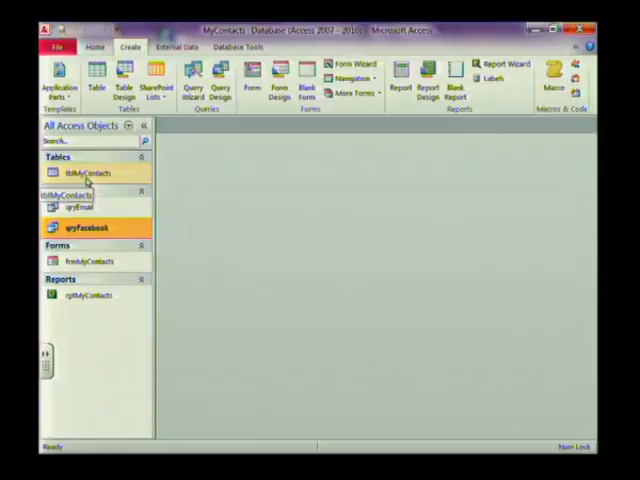 MyContacts : Database (Access 2007 - 2010) - Microsoft Access
File Home Create External Data Database Tools
Application Parts Table Table Design SharePoint Lists Query Wizard Query Design Form Form Design Blank Form Form Wizard Navigation More Forms Report Report Design Blank Report Report Wizard Labels Macro
Templates Tables Queries Forms Reports Macros & Code
All Access Objects
Search...
Tables
tblMyContacts
tblMyContacts
qryEmail
qryFacebook
Forms
frmMyContacts
Reports
rptMyContacts
Ready Num Lock